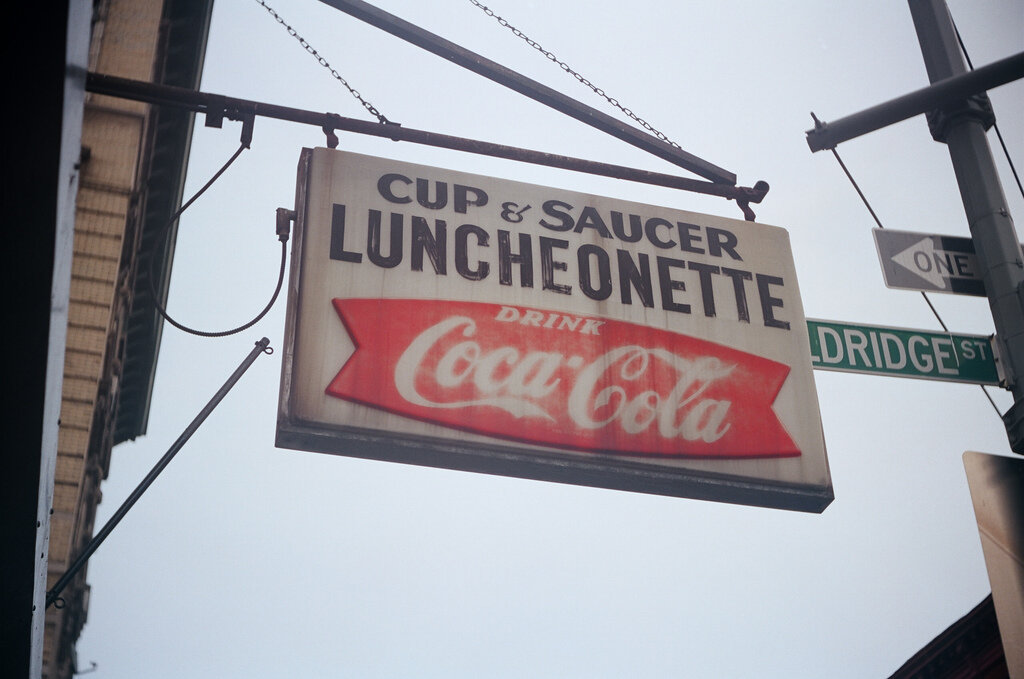 CUP & SAUCER
LUNCHEONETTE
DRINK
Coca-Cola
ONE
LDRIDGE ST